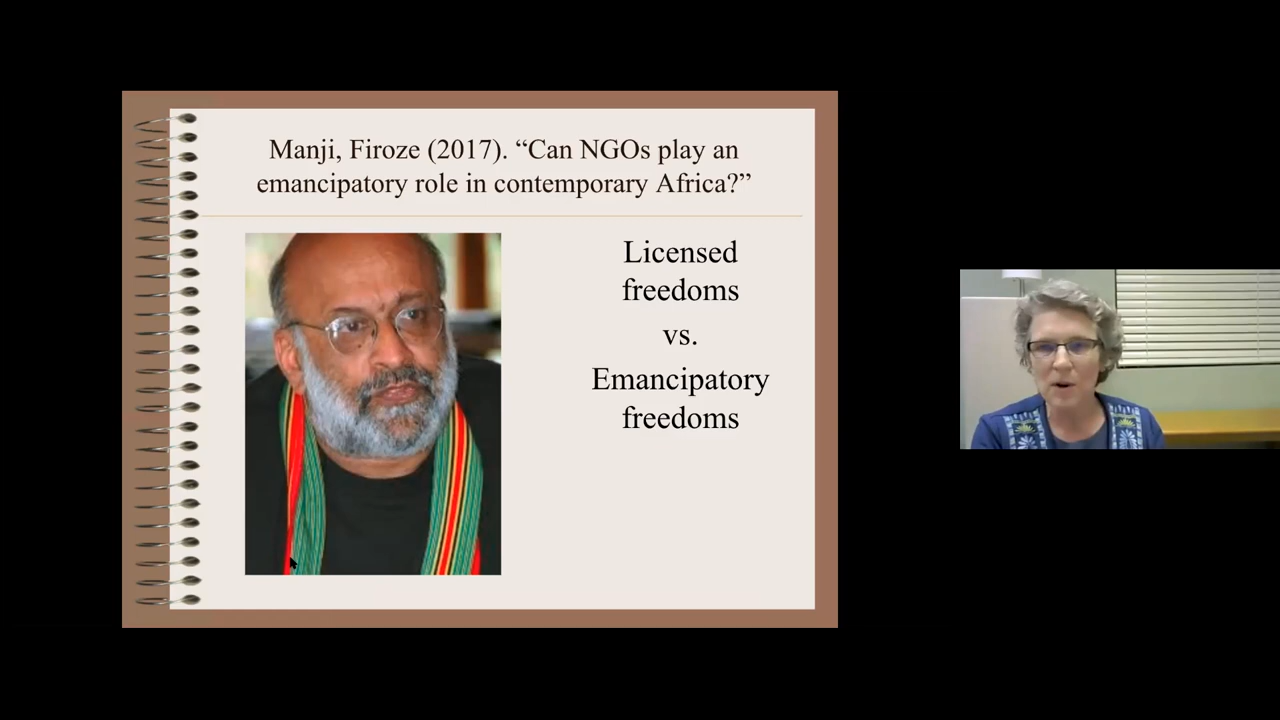 Manji, Firoze (2017). “Can NGOs play an
emancipatory role in contemporary Africa?”
Licensed
freedoms
vs.
Emancipatory
freedoms